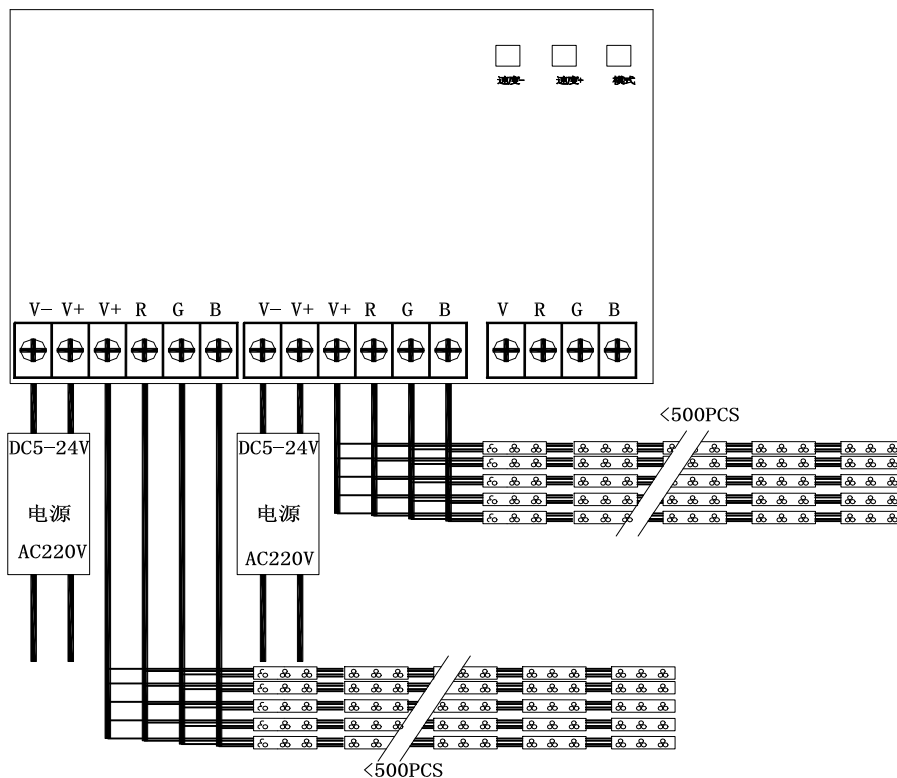 速度- 速度+ 模式
V- V+ V+ R G B V- V+ V+ R G B V R G B
<500PCS
DC5-24V DC5-24V
电源 电源
AC220V AC220V
<500PCS